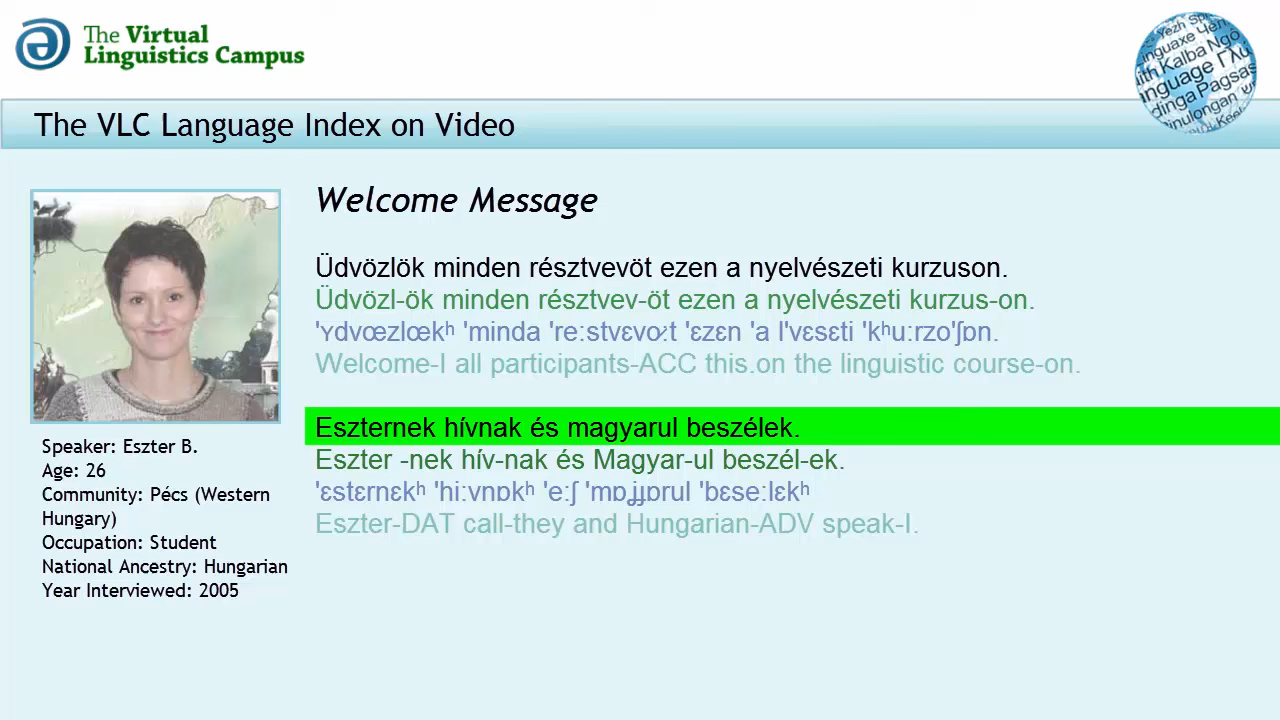 The Virtual
Linguistics Campus
The VLC Language Index on Video
Welcome Message
Üdvözlök minden résztvevöt ezen a nyelvészeti kurzuson.
Üdvözl-ök minden résztvev-öt ezen a nyelvészeti kurzus-on.
'ʏdvœzlœkʰ 'minda 're:stvɛvo:t 'ɛzɛn 'a l'vɛsɛti 'kʰu:rzo'ʃɒn.
Welcome-I all participants-ACC this.on the linguistic course-on.
Eszternek hívnak és magyarul beszélek.
Eszter -nek hív-nak és Magyar-ul beszél-ek.
'ɛstɛrnɛkʰ 'hi:vnɒkʰ 'e:ʃ 'mɒɟɟɒrul 'bɛse:lɛkʰ
Eszter-DAT call-they and Hungarian-ADV speak-I.
Speaker: Eszter B.
Age: 26
Community: Pécs (Western
Hungary)
Occupation: Student
National Ancestry: Hungarian
Year Interviewed: 2005